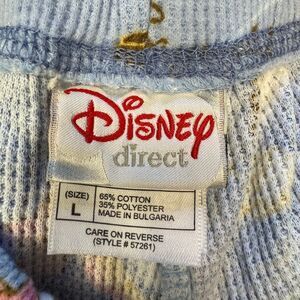 Disney
direct
(SIZE)
L
65% COTTON
35% POLYESTER
MADE IN BULGARIA
CARE ON REVERSE
(STYLE # 57261)